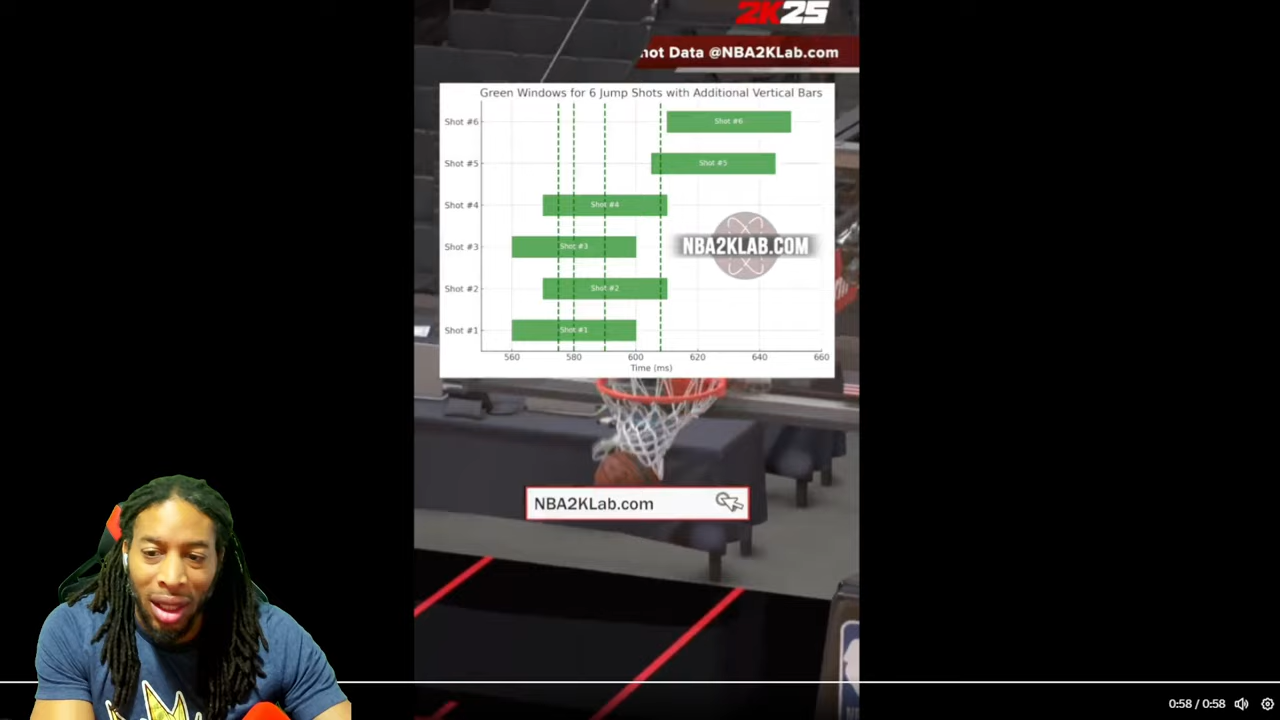 2K25
hot Data @NBA2KLab.com
Green Windows for 6 Jump Shots with Additional Vertical Bars
Shot #6
Shot #6
Shot #5
Shot #5
Shot #4
Shot #4
NBA2KLAB.COM
Shot #3
Shot #3
Shot #2
Shot #2
Shot #1
Shot #1
560 580 600 620 640 660
Time (ms)
NBA2KLab.com
0:58 / 0:58